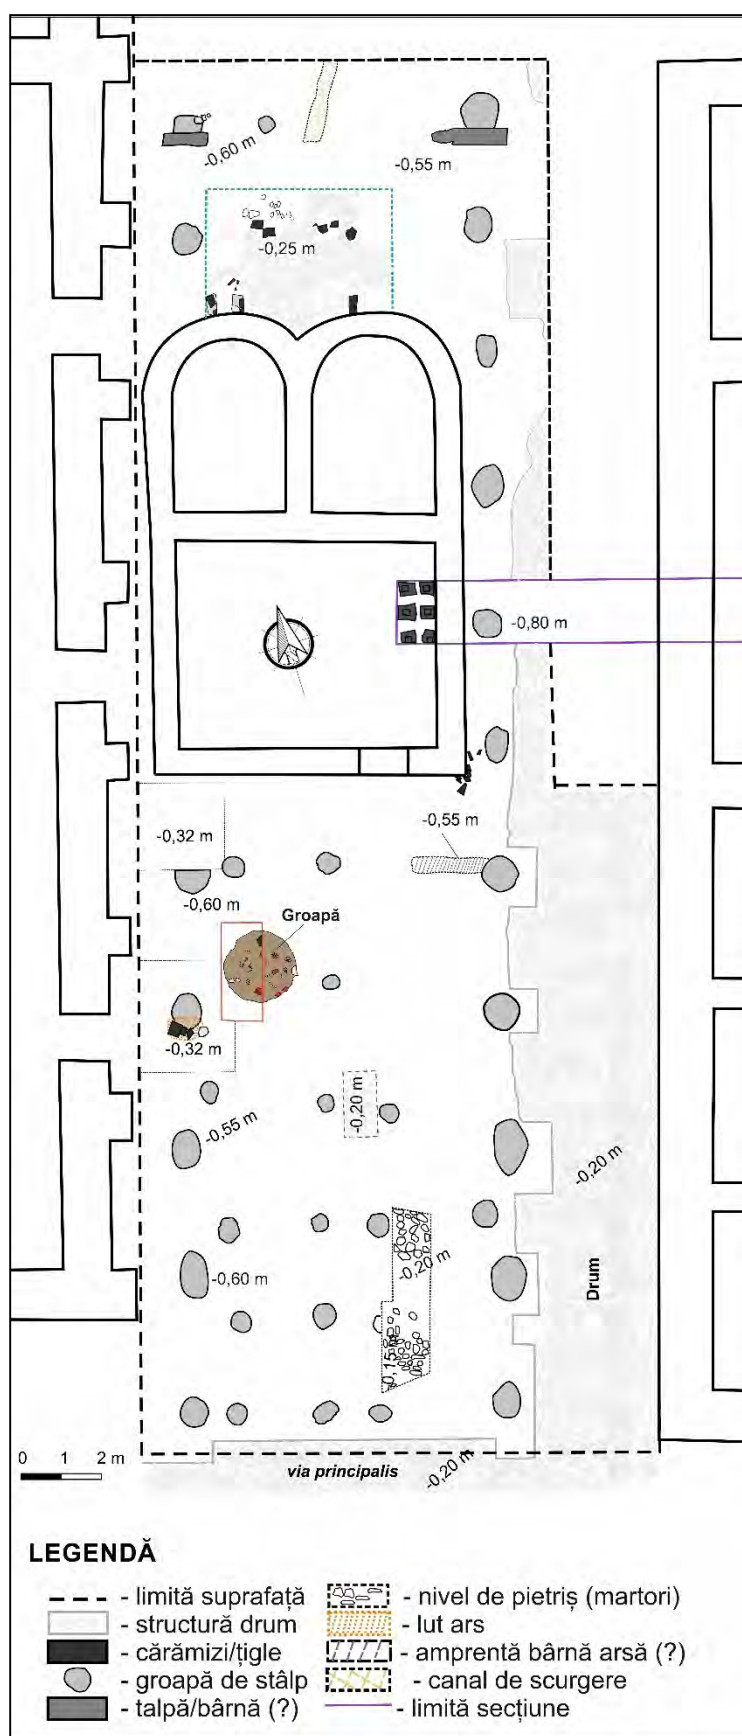 -0,60 m
-0,55 m
-0,25 m
-0,80 m
-0,32 m
-0,55 m
-0,60 m
Groapă
-0,32 m
-0,20 m
-0,55 m
-0,20 m
-0,20 m
-0,60 m
Drum
-0,15 m
0 1 2 m
via principalis
-0,20 m
LEGENDĂ
- limită suprafață
- structură drum
- cărămizi/țigle
- groapă de stâlp
- talpă/bârnă (?)
- nivel de pietriș (martori)
- lut ars
- amprentă bârnă arsă (?)
- canal de scurgere
- limită secțiune